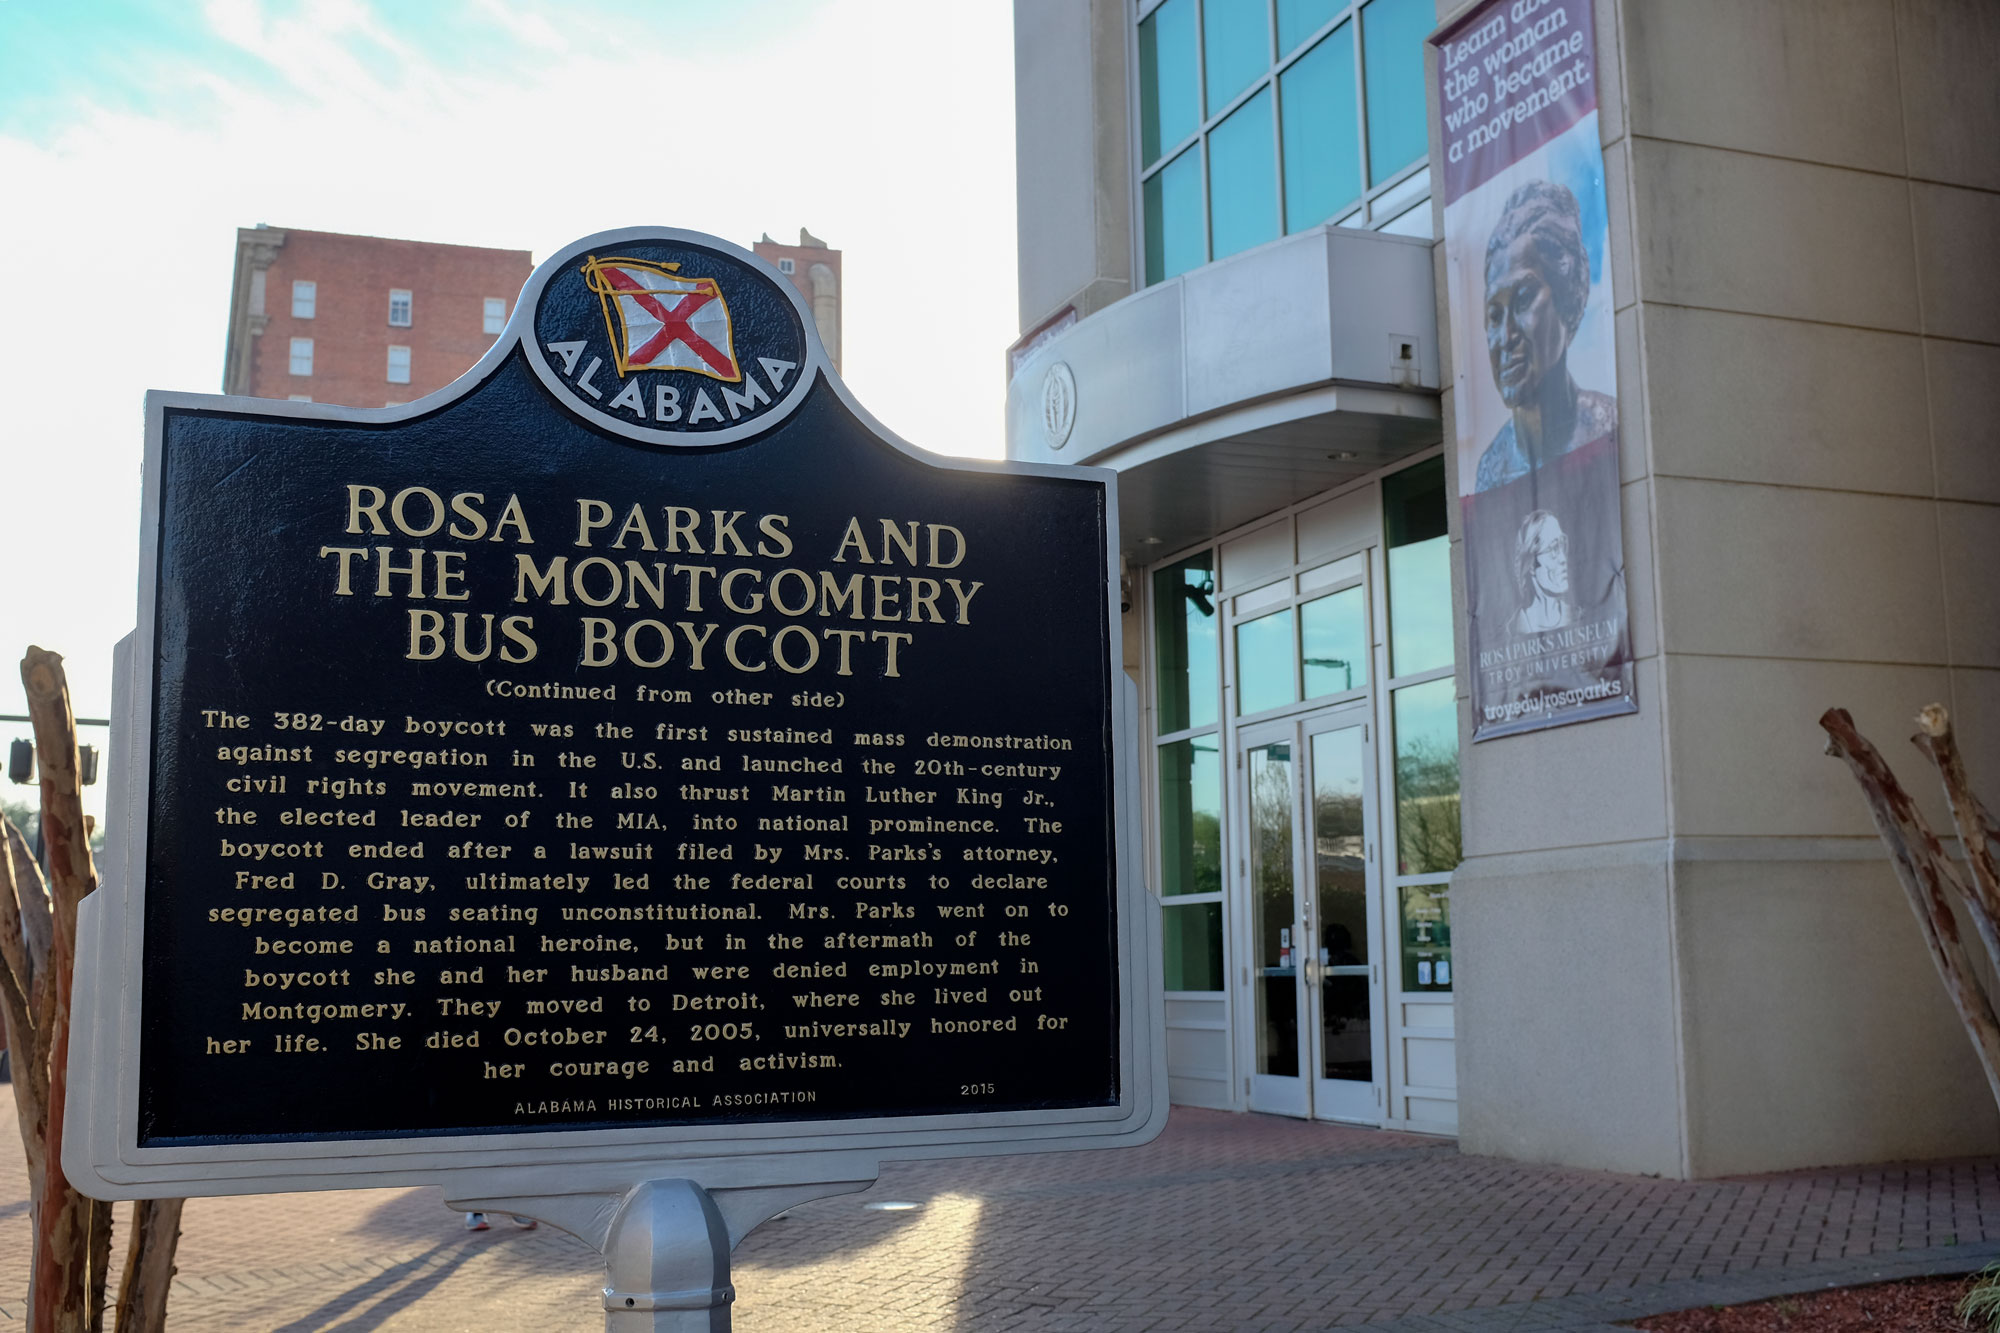 ALABAMA
ROSA PARKS AND
THE MONTGOMERY
BUS BOYCOTT
(Continued from other side)
The 382-day boycott was the first sustained mass demonstration
against segregation in the U.S. and launched the 20th-century
civil rights movement. It also thrust Martin Luther King Jr.,
the elected leader of the MIA, into national prominence. The
boycott ended after a lawsuit filed by Mrs. Parks's attorney,
Fred D. Gray, ultimately led the federal courts to declare
segregated bus seating unconstitutional. Mrs. Parks went on to
become a national heroine, but in the aftermath of the
boycott she and her husband were denied employment in
Montgomery. They moved to Detroit, where she lived out
her life. She died October 24, 2005, universally honored for
her courage and activism.
ALABAMA HISTORICAL ASSOCIATION 2015
Learn
the woman
who became
a movement.
ROSA PARKS MUSEUM
TROY UNIVERSITY
troy.edu/rosaparks